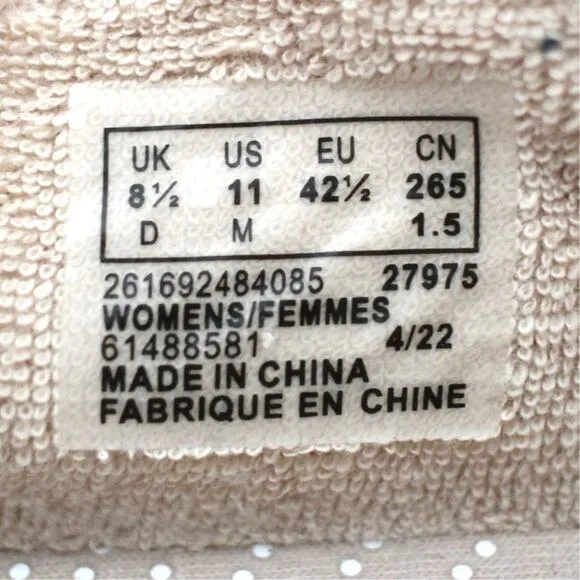 UK US EU CN
8½ 11 42½ 265
D M 1.5
261692484085 27975
WOMENS/FEMMES
61488581 4/22
MADE IN CHINA
FABRIQUE EN CHINE